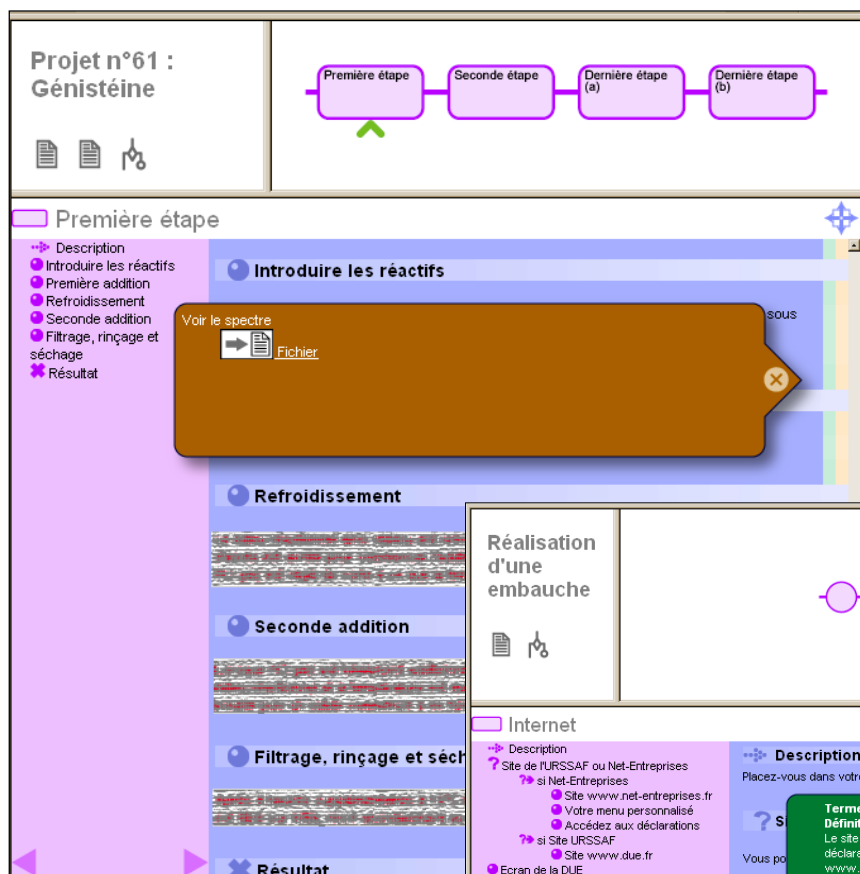 Projet n°61 :
Génistéine
Première étape
Seconde étape
Dernière étape
(a)
Dernière étape
(b)
Première étape
Description
Introduire les réactifs
Première addition
Refroidissement
Seconde addition
Filtrage, rinçage et
séchage
Résultat
Introduire les réactifs
sous
Voir le spectre
Fichier
Refroidissement
Seconde addition
Filtrage, rinçage et séch
Résultat
Réalisation
d'une
embauche
Internet
Description
Site de l'URSSAF ou Net-Entreprises
si Net-Entreprises
Site www.net-entreprises.fr
Votre menu personnalisé
Accédez aux déclarations
si Site URSSAF
Site www.due.fr
Ecran de la DUE
Description
Placez-vous dans votr
Si
Terme
Définit
Le site
déclara
www.
Vous po